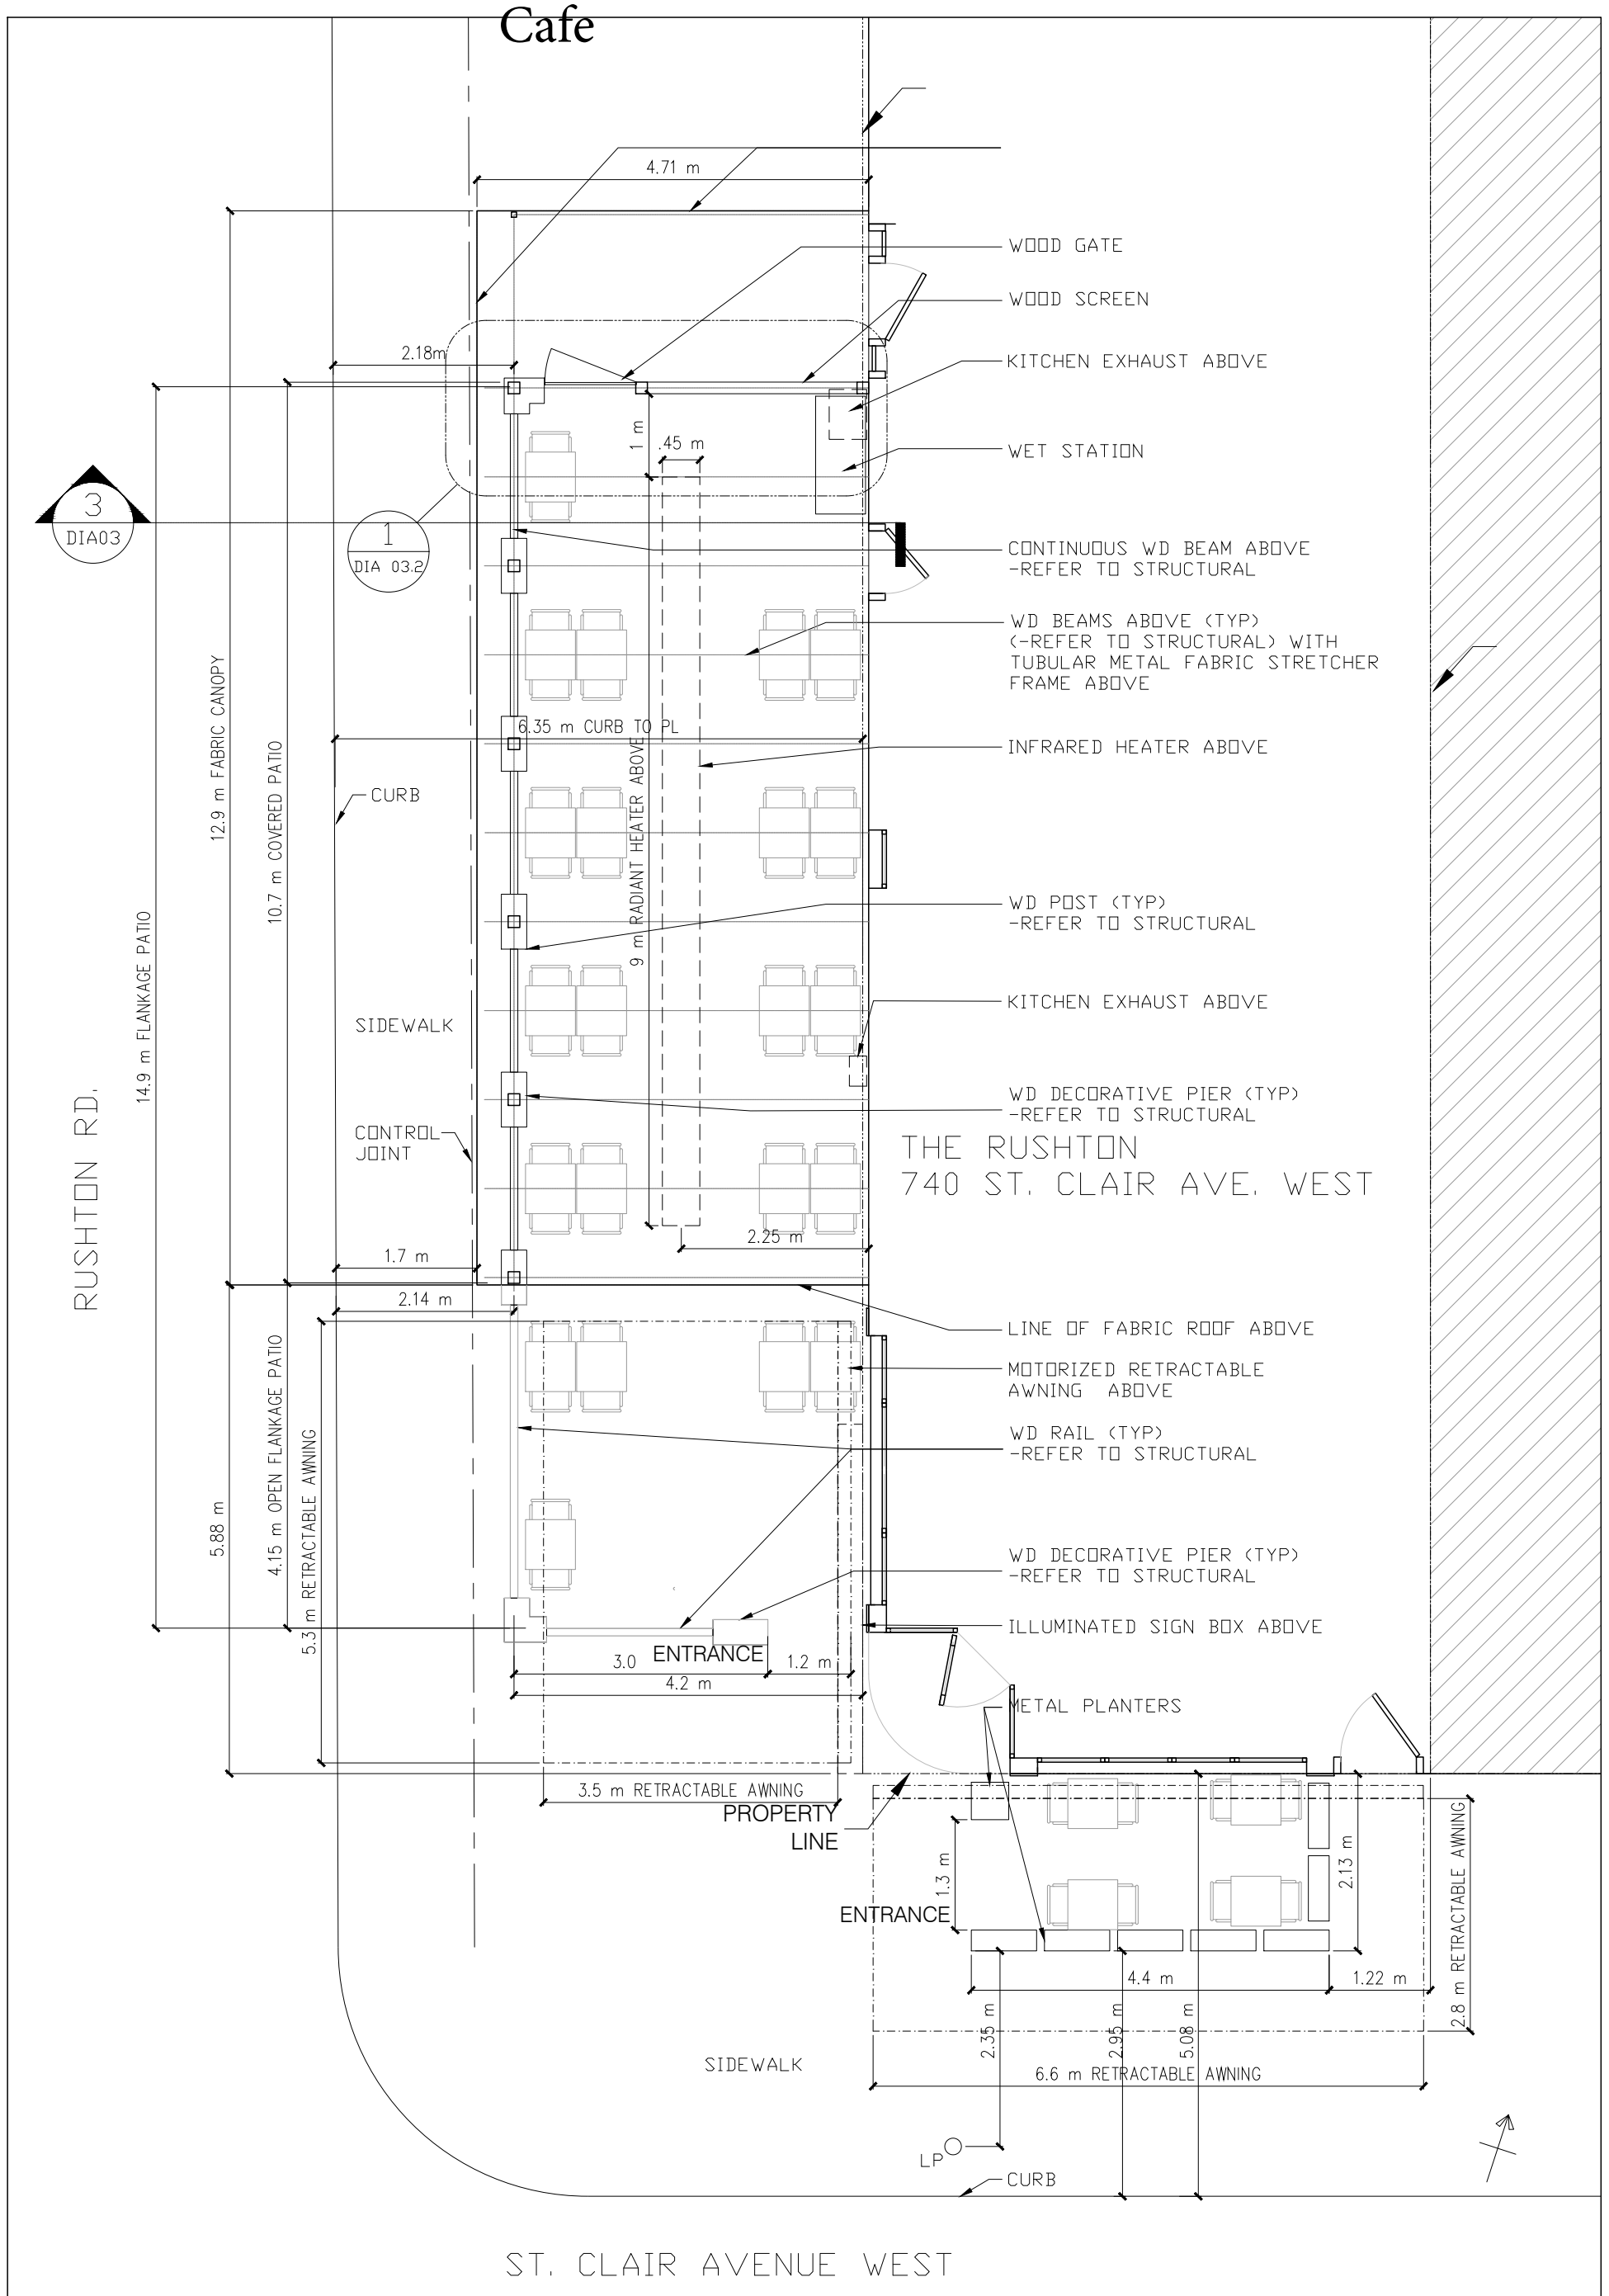 Cafe
4.71 m
WOOD GATE
WOOD SCREEN
2.18m
KITCHEN EXHAUST ABOVE
1 m
.45 m
WET STATION
3
DIA03
1
DIA 03.2
CONTINUOUS WD BEAM ABOVE
-REFER TO STRUCTURAL
WD BEAMS ABOVE (TYP)
(-REFER TO STRUCTURAL) WITH
TUBULAR METAL FABRIC STRETCHER
FRAME ABOVE
12.9 m FABRIC CANOPY
6.35 m CURB TO PL
INFRARED HEATER ABOVE
10.7 m COVERED PATIO
CURB
9 m RADIANT HEATER ABOVE
WD POST (TYP)
-REFER TO STRUCTURAL
14.9 m FLANKAGE PATIO
KITCHEN EXHAUST ABOVE
SIDEWALK
WD DECORATIVE PIER (TYP)
-REFER TO STRUCTURAL
CONTROL
JOINT
THE RUSHTON
740 ST. CLAIR AVE. WEST
RUSHTON RD.
2.25 m
1.7 m
2.14 m
LINE OF FABRIC ROOF ABOVE
MOTORIZED RETRACTABLE
AWNING ABOVE
WD RAIL (TYP)
-REFER TO STRUCTURAL
4.15 m OPEN FLANKAGE PATIO
5.3 m RETRACTABLE AWNING
5.88 m
WD DECORATIVE PIER (TYP)
-REFER TO STRUCTURAL
ILLUMINATED SIGN BOX ABOVE
ENTRANCE
3.0
1.2 m
4.2 m
METAL PLANTERS
3.5 m RETRACTABLE AWNING
PROPERTY
LINE
1.3 m
2.13 m
2.8 m RETRACTABLE AWNING
ENTRANCE
4.4 m
1.22 m
2.35 m
2.95 m
5.08 m
SIDEWALK
6.6 m RETRACTABLE AWNING
LP
CURB
ST. CLAIR AVENUE WEST